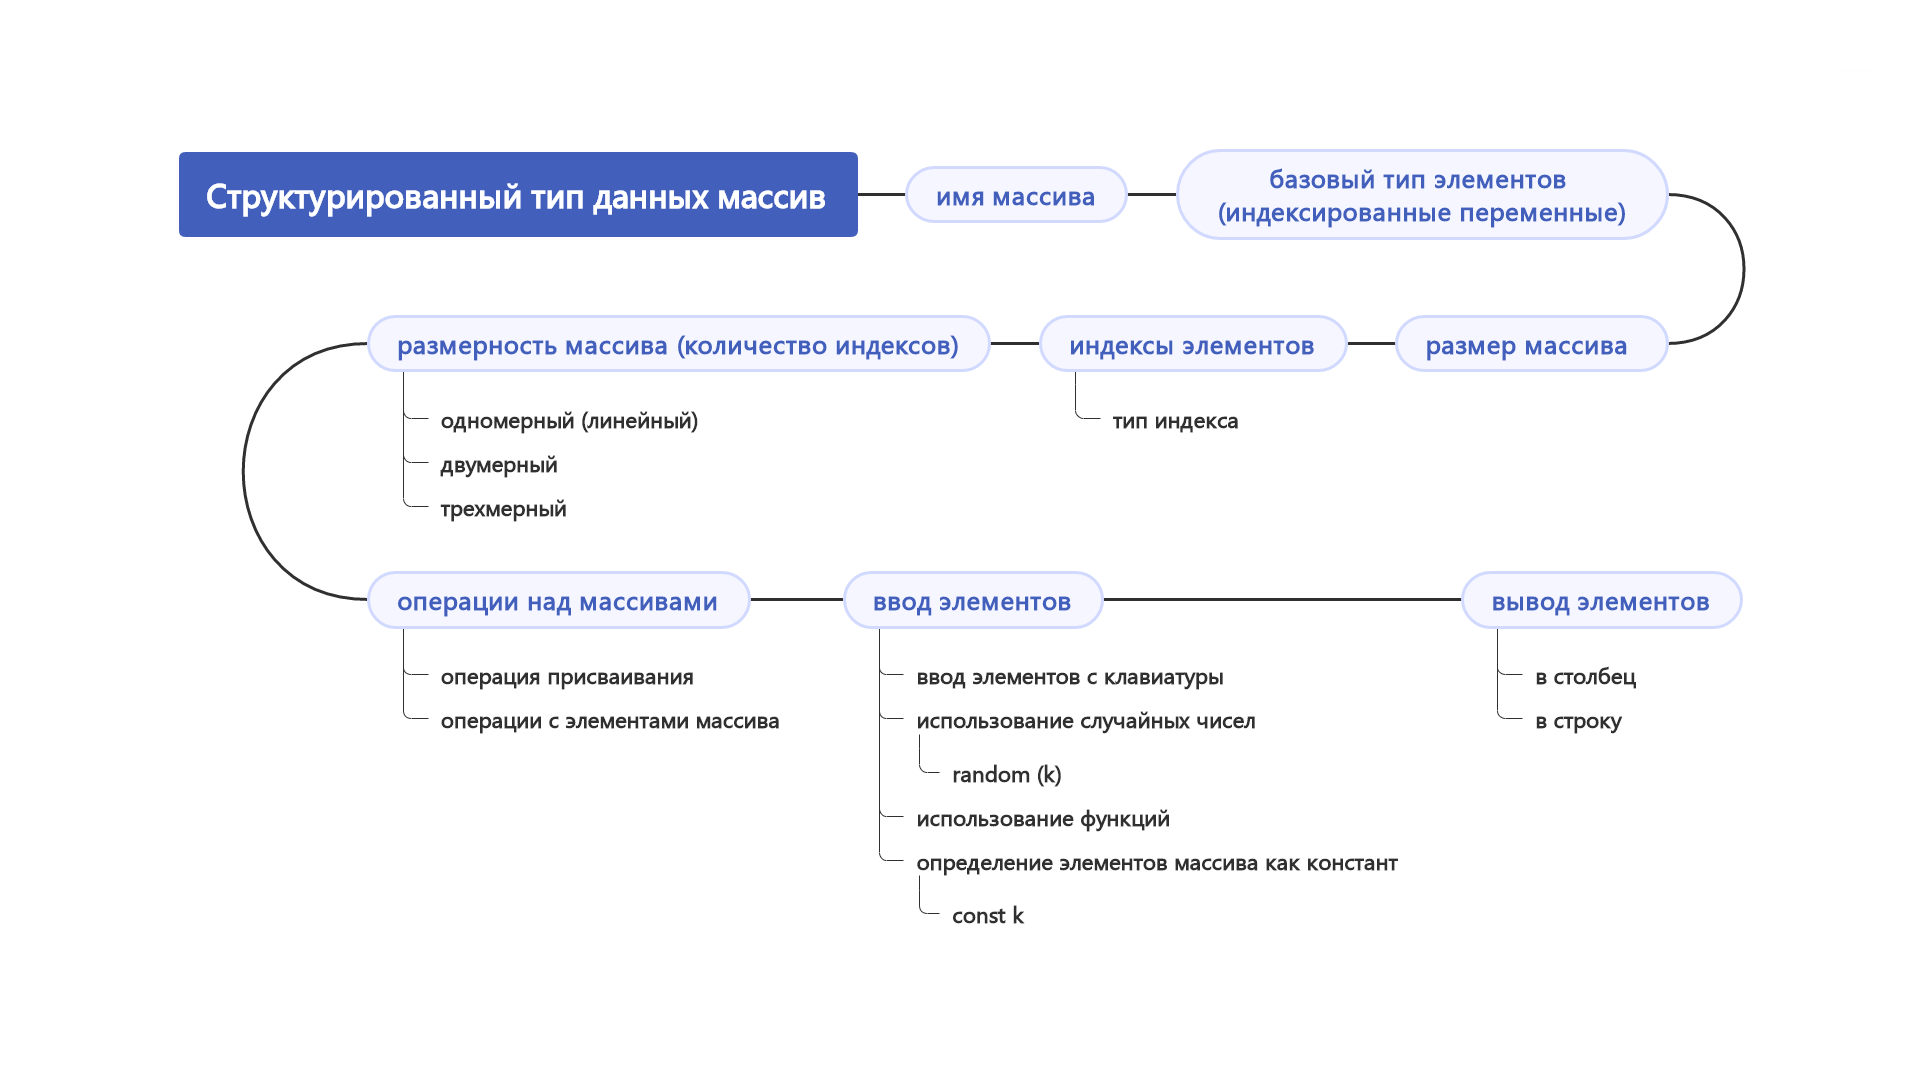 Структурированный тип данных массив
имя массива
базовый тип элементов
(индексированные переменные)
размер массива
индексы элементов
тип индекса
размерность массива (количество индексов)
одномерный (линейный)
двумерный
трехмерный
операции над массивами
операция присваивания
операции с элементами массива
ввод элементов
ввод элементов с клавиатуры
использование случайных чисел
random (k)
использование функций
определение элементов массива как констант
const k
вывод элементов
в столбец
в строку